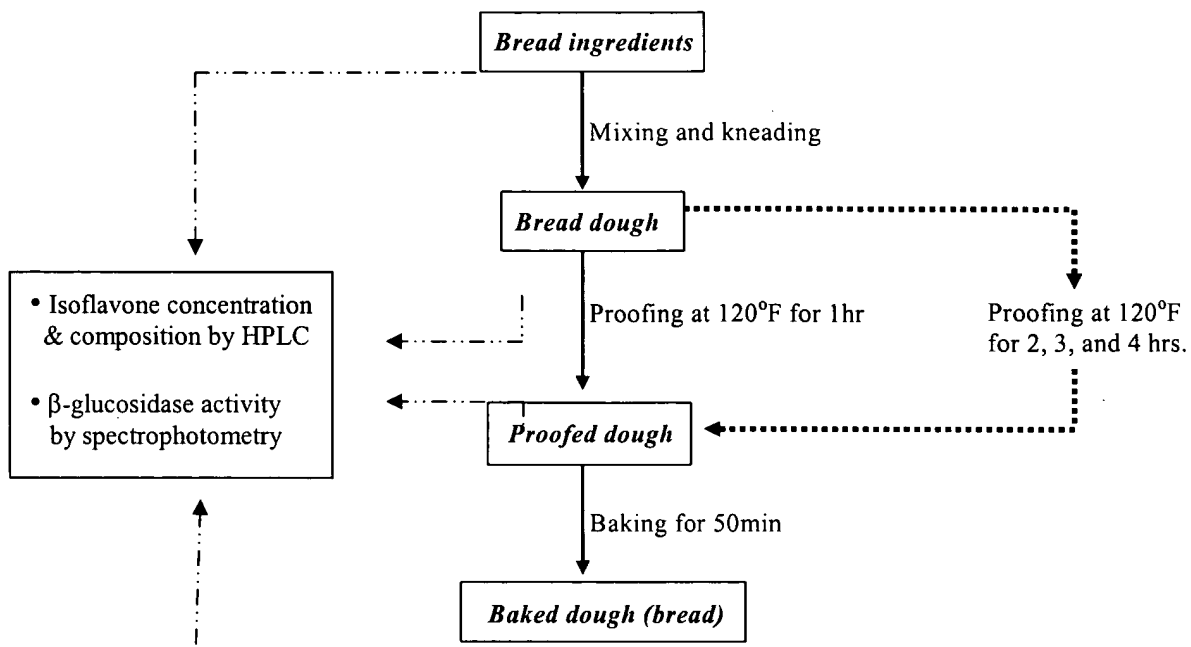 Bread ingredients
Mixing and kneading
Bread dough
• Isoflavone concentration
& composition by HPLC
• β-glucosidase activity
by spectrophotometry
Proofing at 120°F for 1hr
Proofing at 120°F
for 2, 3, and 4 hrs.
Proofed dough
Baking for 50min
Baked dough (bread)